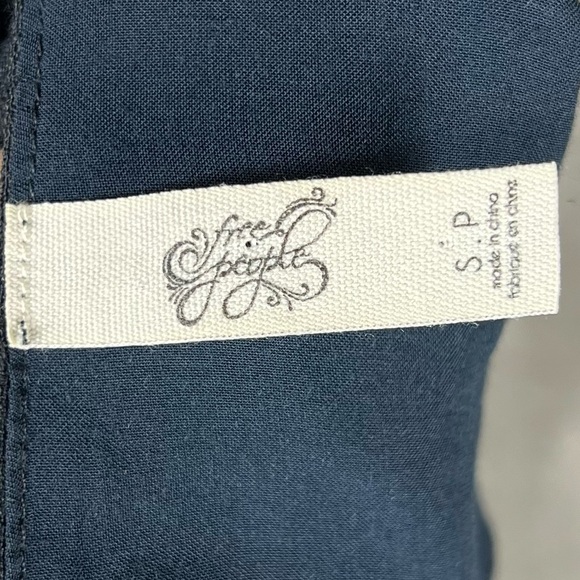 free
people
S . P
made in china
fabriqué en chine